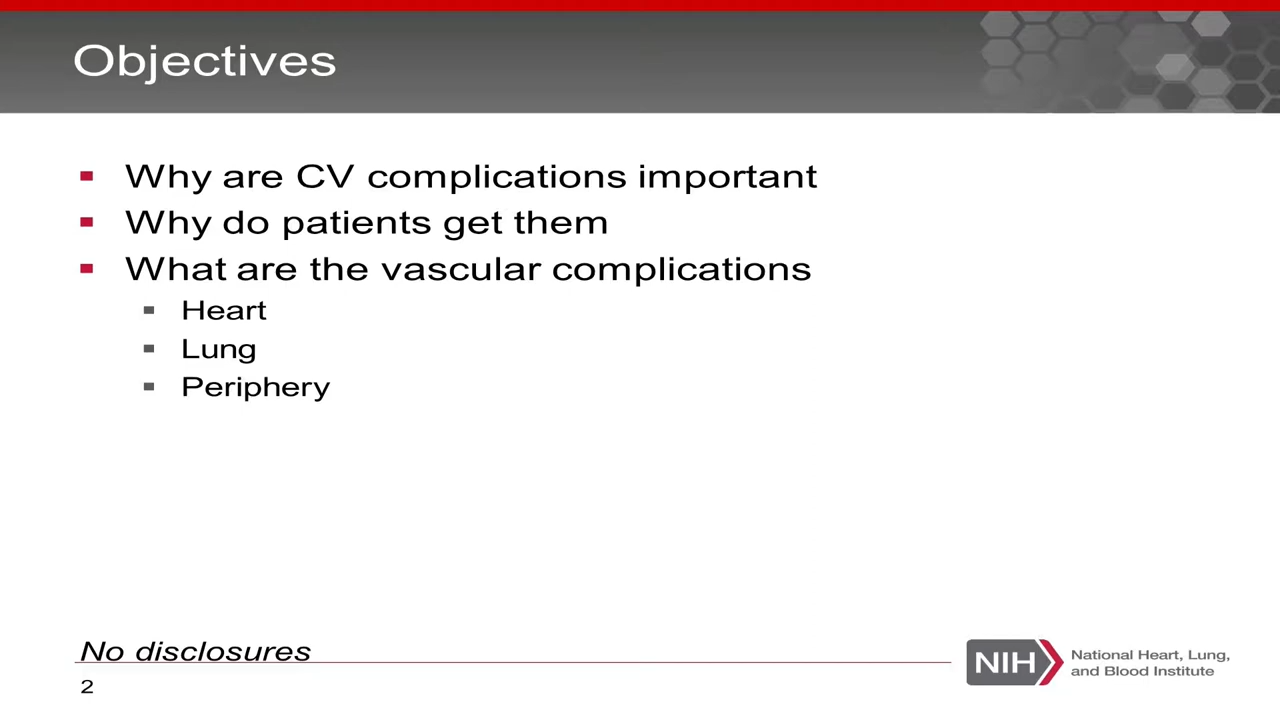 Objectives
Why are CV complications important
Why do patients get them
What are the vascular complications
Heart
Lung
Periphery
No disclosures
2
NIH
National Heart, Lung,
and Blood Institute